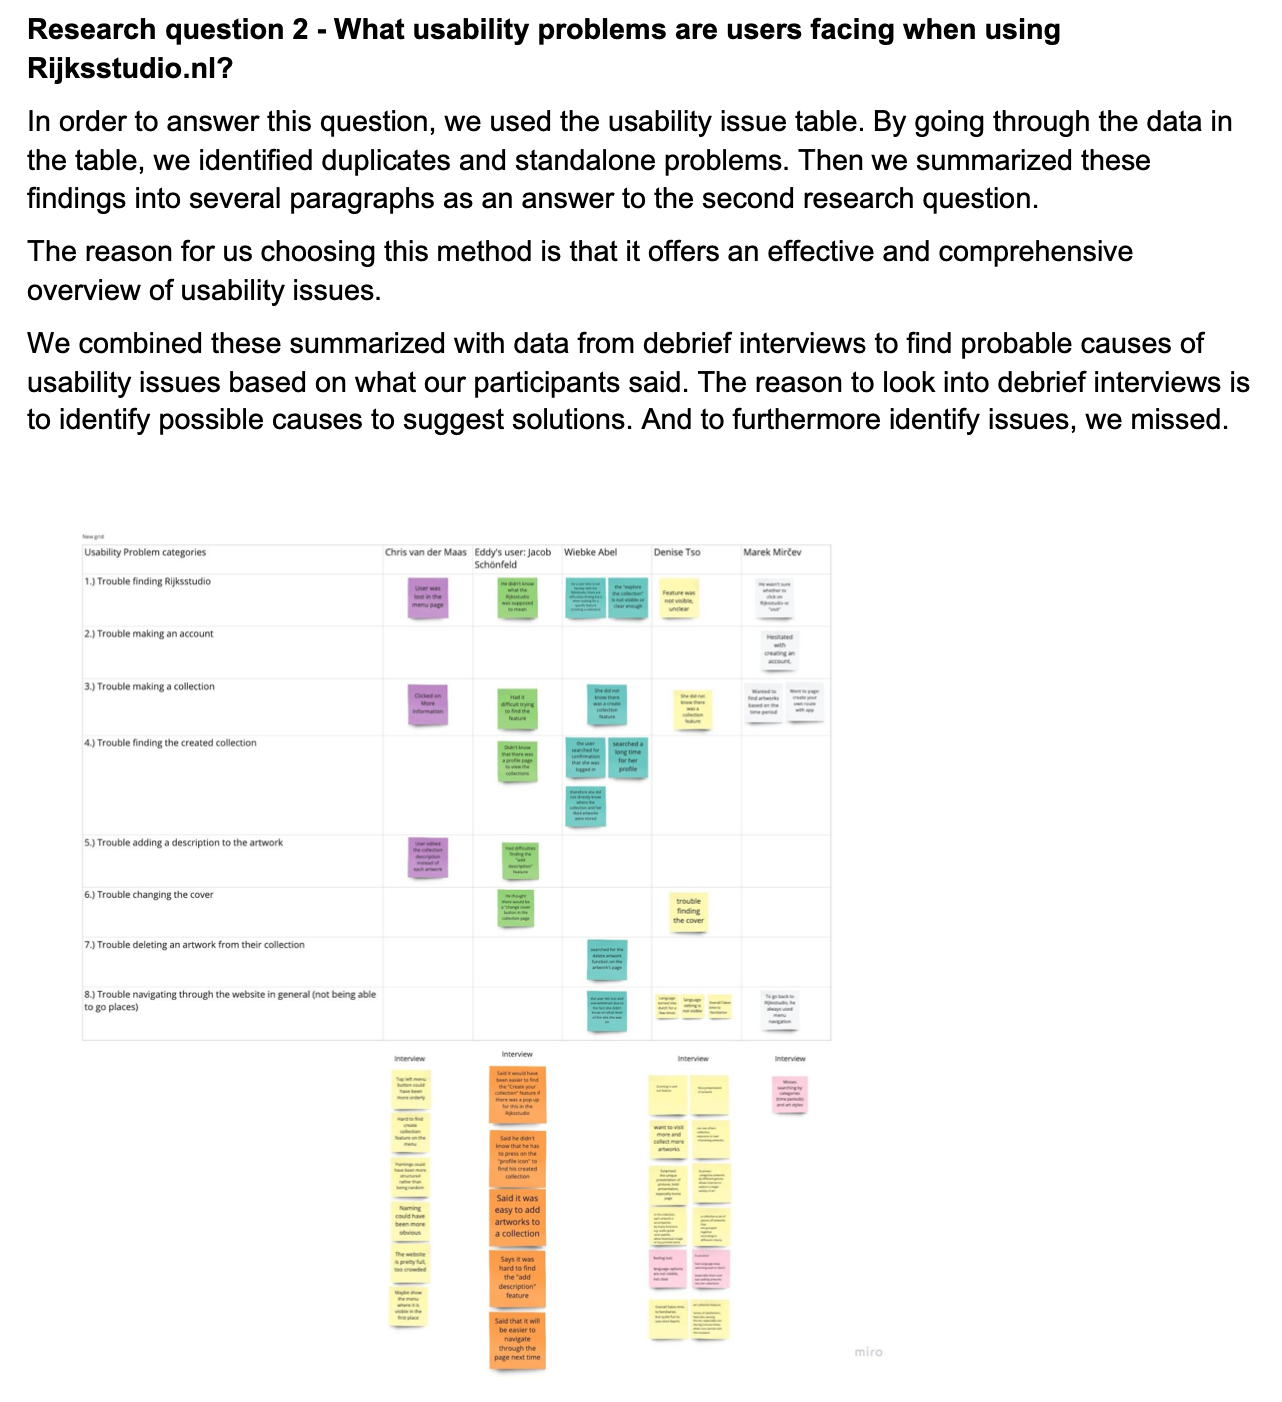 Research question 2 - What usability problems are users facing when using
Rijksstudio.nl?
In order to answer this question, we used the usability issue table. By going through the data in
the table, we identified duplicates and standalone problems. Then we summarized these
findings into several paragraphs as an answer to the second research question.
The reason for us choosing this method is that it offers an effective and comprehensive
overview of usability issues.
We combined these summarized with data from debrief interviews to find probable causes of
usability issues based on what our participants said. The reason to look into debrief interviews is
to identify possible causes to suggest solutions. And to furthermore identify issues, we missed.
New grid
Usability Problem categories
Chris van der Maas
Eddy's user: Jacob
Schönfeld
Wiebke Abel
Denise Tso
Marek Mirčev
1.) Trouble finding Rijksstudio
User was
lost in the
menu page
He didn't know
what the
Rijksstudio
was supposed
to mean
the "explore
the collection"
is not visible or
clear enough
Feature was
not visible,
unclear
He wasn't sure
whether to
click on
Rijksstudio or
"visit"
2.) Trouble making an account
Hesitated
with
creating an
account.
3.) Trouble making a collection
Clicked on
More
Information
Had it
difficult trying
to find the
feature
She did not
know there
was a create
collection
feature
She did not
know there
was a
collection
feature
Wanted to
find artworks
based on the
time period
Went to page
create your
own route
with app
4.) Trouble finding the created collection
Didn't know
that there was
a profile page
to view the
collections
the user
searched for
confirmation
that she was
logged in
searched a
long time
for her
profile
5.) Trouble adding a description to the artwork
User edited
the collection
description
instead of
each artwork
Had difficulties
finding the
"add
description"
feature
6.) Trouble changing the cover
He thought
there would be
a "change cover"
button in the
collection page
trouble
finding
the cover
7.) Trouble deleting an artwork from their collection
searched for the
delete artwork
function on the
artwork's page
8.) Trouble navigating through the website in general (not being able
to go places)
language
setting is
not visible
To go back to
Rijksstudio, he
always used
menu
navigation
Interview
Top left menu
button could
have been
more orderly
Hard to find
create
collection
feature on the
menu
Paintings could
have been more
structured
rather than
being random
Naming
could have
been more
obvious
The website
is pretty full,
too crowded
Maybe show
the menu
where it is
visible in the
first place
Interview
Said it would have
been easier to find
the "Create your
collection" feature if
there was a pop up
for this in the
Rijksstudio
Said he didn't
know that he has
to press on the
"profile icon" to
find his created
collection
Said it was
easy to add
artworks to
a collection
Says it was
hard to find
the "add
description"
feature
Said that it will
be easier to
navigate
through the
page next time
Interview
want to visit
more and
collect more
artworks
Interview
Misses
searching by
categories
(time periods)
and art styles
miro